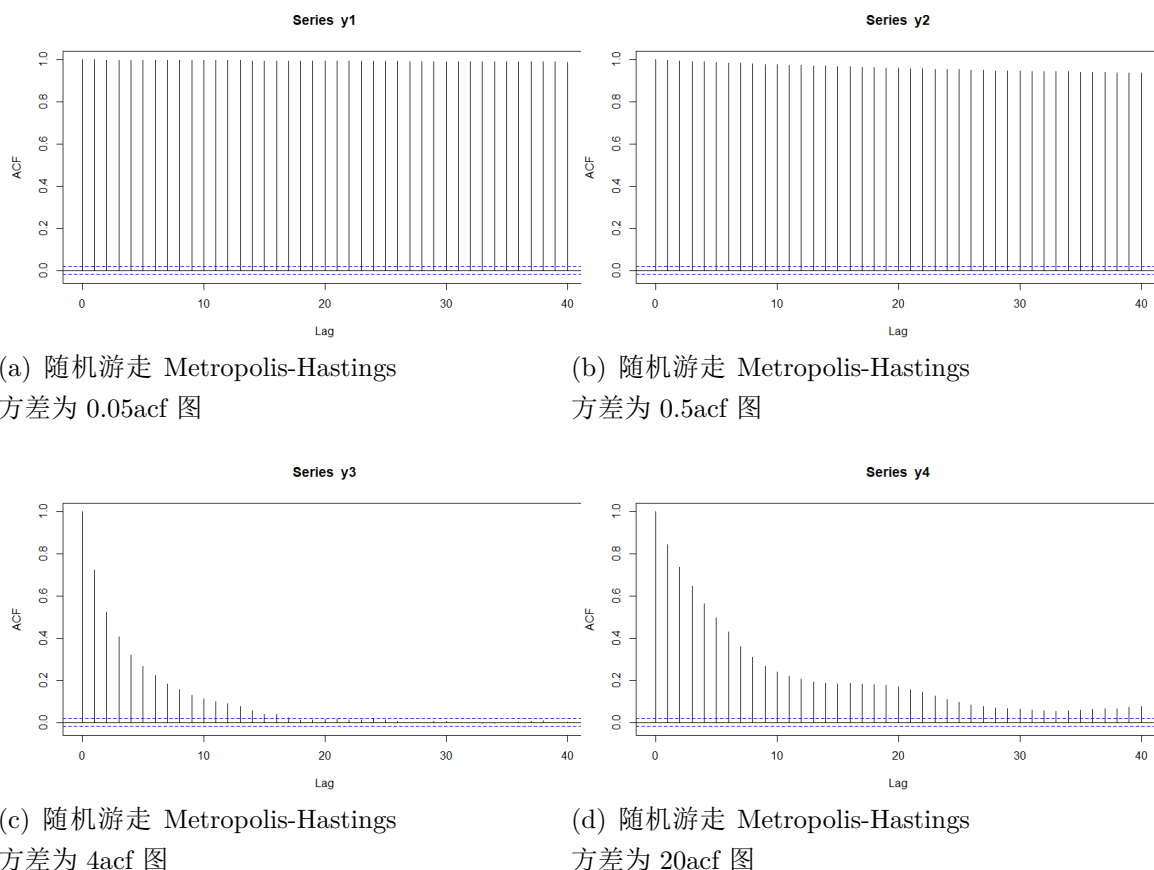 Series y1
ACF
0.0 0.2 0.4 0.6 0.8 1.0
0 10 20 30 40
Lag
(a) 随机游走 Metropolis-Hastings
方差为 0.05acf 图
Series y2
ACF
0.0 0.2 0.4 0.6 0.8 1.0
0 10 20 30 40
Lag
(b) 随机游走 Metropolis-Hastings
方差为 0.5acf 图
Series y3
ACF
0.0 0.2 0.4 0.6 0.8 1.0
0 10 20 30 40
Lag
(c) 随机游走 Metropolis-Hastings
方差为 4acf 图
Series y4
ACF
0.0 0.2 0.4 0.6 0.8 1.0
0 10 20 30 40
Lag
(d) 随机游走 Metropolis-Hastings
方差为 20acf 图